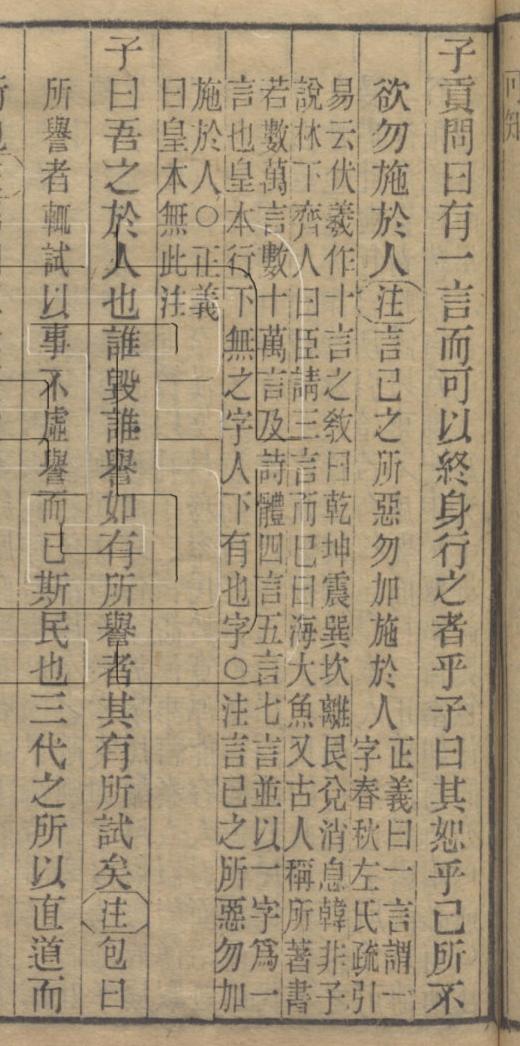 子貢問曰有一言而可以終身行之者乎子曰其恕乎己所不
欲勿施於人注言己之所惡勿加施於人
正義曰一言謂一
字春秋左氏疏引
易云伏羲作十言之敎曰乾坤震巽坎離艮兌消息韓非子
說林下齊人曰臣請三言而已曰海大魚又古人稱所著書
若數萬言數十萬言及詩體四言五言七言並以一字爲一
言也皇本行下無之字人下有也字○注言己之所惡勿加
施於人○正義
曰皇本無此注
子曰吾之於人也誰毀誰譽如有所譽者其有所試矣注包曰
所譽者輒試以事不虛譽而已斯民也三代之所以直道而
可知